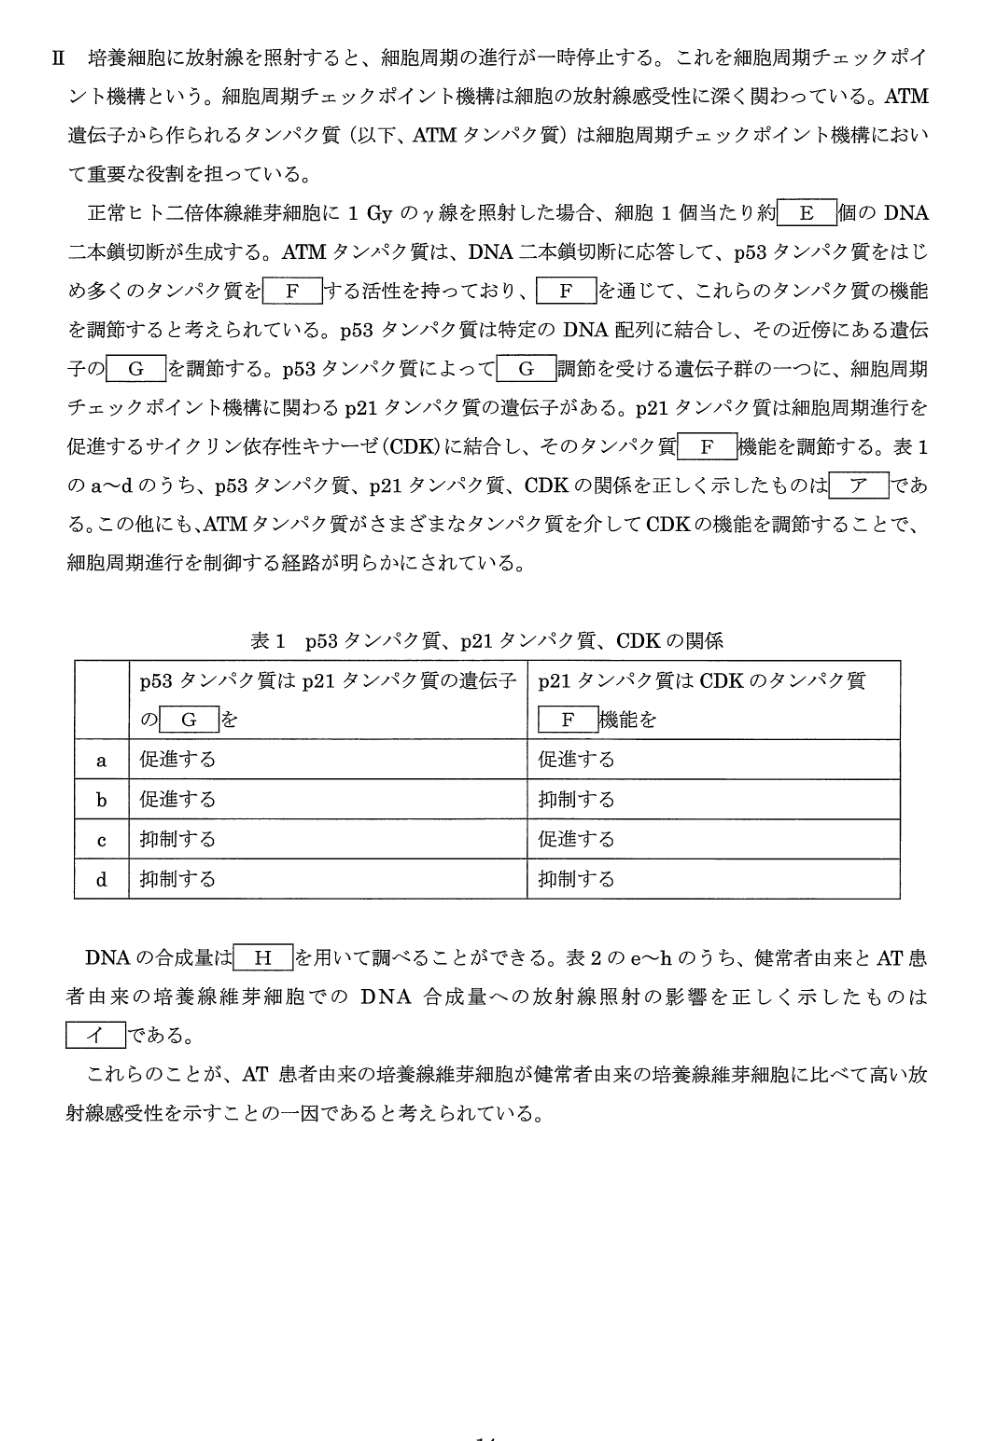 Ⅱ 培養細胞に放射線を照射すると、細胞周期の進行が一時停止する。これを細胞周期チェックポイ
ント機構という。細胞周期チェックポイント機構は細胞の放射線感受性に深く関わっている。ATM
遺伝子から作られるタンパク質（以下、ATM タンパク質）は細胞周期チェックポイント機構におい
て重要な役割を担っている。
正常ヒト二倍体線維芽細胞に 1 Gy のγ線を照射した場合、細胞 1 個当たり約 E 個の DNA
二本鎖切断が生成する。ATM タンパク質は、DNA 二本鎖切断に応答して、p53 タンパク質をはじ
め多くのタンパク質を F する活性を持っており、 F を通じて、これらのタンパク質の機能
を調節すると考えられている。p53 タンパク質は特定の DNA 配列に結合し、その近傍にある遺伝
子の G を調節する。p53 タンパク質によって G 調節を受ける遺伝子群の一つに、細胞周期
チェックポイント機構に関わる p21 タンパク質の遺伝子がある。p21 タンパク質は細胞周期進行を
促進するサイクリン依存性キナーゼ(CDK)に結合し、そのタンパク質 F 機能を調節する。表 1
の a～d のうち、p53 タンパク質、p21 タンパク質、CDK の関係を正しく示したものは ア であ
る。この他にも、ATMタンパク質がさまざまなタンパク質を介してCDKの機能を調節することで、
細胞周期進行を制御する経路が明らかにされている。
表 1 p53 タンパク質、p21 タンパク質、CDK の関係
p53 タンパク質は p21 タンパク質の遺伝子
の G を
p21 タンパク質は CDK のタンパク質
F 機能を
a 促進する 促進する
b 促進する 抑制する
c 抑制する 促進する
d 抑制する 抑制する
DNA の合成量は H を用いて調べることができる。表 2 の e～h のうち、健常者由来と AT 患
者由来の培養線維芽細胞での DNA 合成量への放射線照射の影響を正しく示したものは
イ である。
これらのことが、AT 患者由来の培養線維芽細胞が健常者由来の培養線維芽細胞に比べて高い放
射線感受性を示すことの一因であると考えられている。